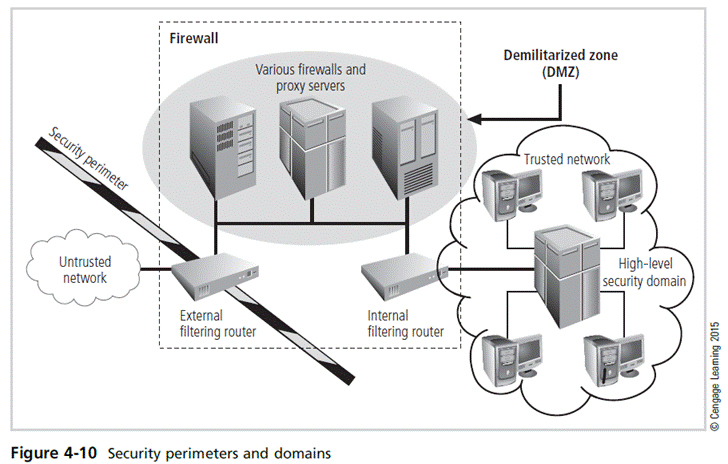 Firewall
Various firewalls and
proxy servers
Demilitarized zone
(DMZ)
Security perimeter
Trusted network
Untrusted
network
High-level
security domain
External
filtering router
Internal
filtering router
© Cengage Learning 2015
Figure 4-10 Security perimeters and domains